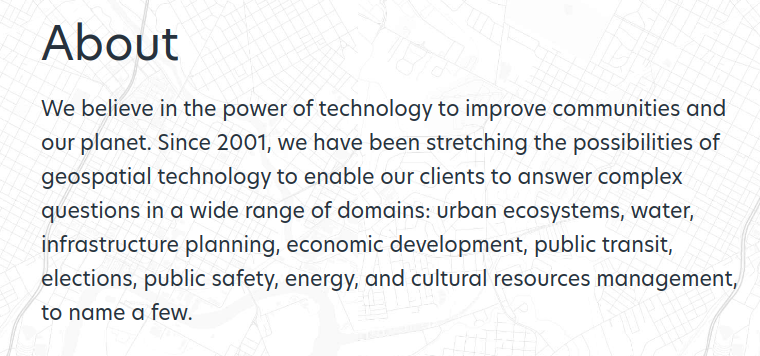 About
We believe in the power of technology to improve communities and
our planet. Since 2001, we have been stretching the possibilities of
geospatial technology to enable our clients to answer complex
questions in a wide range of domains: urban ecosystems, water,
infrastructure planning, economic development, public transit,
elections, public safety, energy, and cultural resources management,
to name a few.